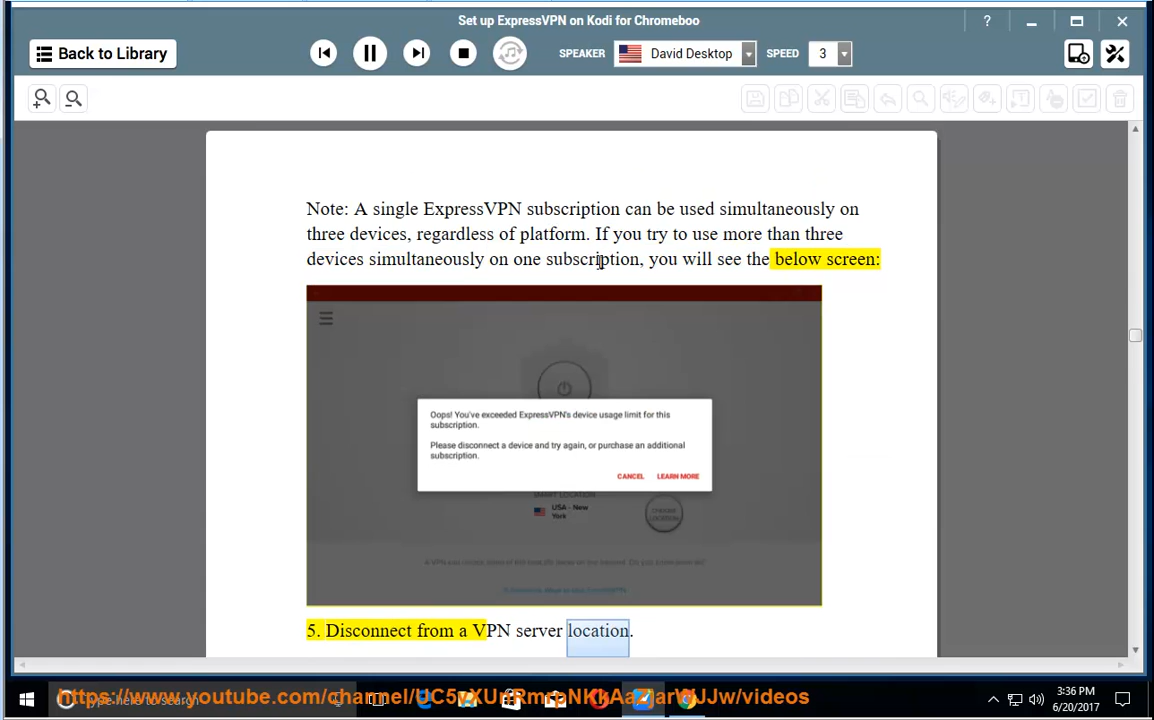 Set up ExpressVPN on Kodi for Chromeboo
?
Back to Library
SPEAKER David Desktop SPEED 3
Note: A single ExpressVPN subscription can be used simultaneously on
three devices, regardless of platform. If you try to use more than three
devices simultaneously on one subscription, you will see the below screen:
Oops! You've exceeded ExpressVPN's device usage limit for this
subscription.
Please disconnect a device and try again, or purchase an additional
subscription.
CANCEL LEARN MORE
SMART LOCATION
USA - New
York
CHOOSE
LOCATION
5. Disconnect from a VPN server location.
3:36 PM
6/20/2017